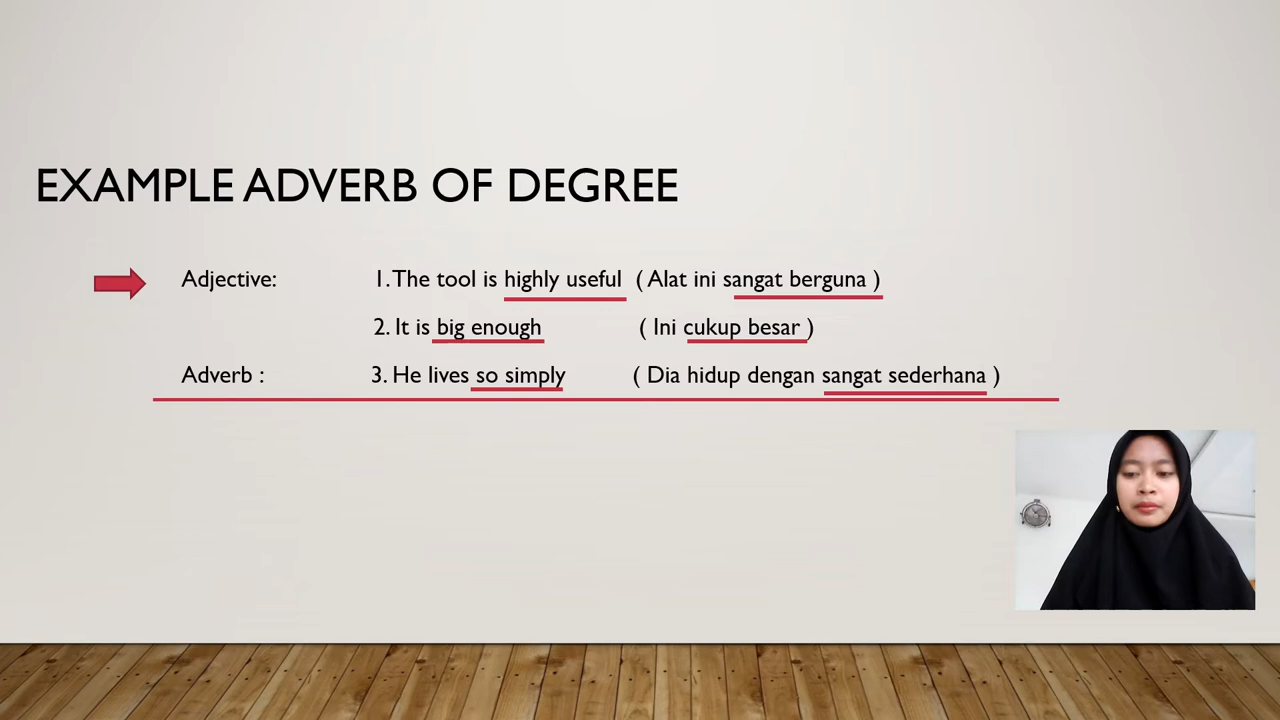 EXAMPLE ADVERB OF DEGREE
Adjective: 1. The tool is highly useful ( Alat ini sangat berguna )
2. It is big enough ( Ini cukup besar )
Adverb : 3. He lives so simply ( Dia hidup dengan sangat sederhana )